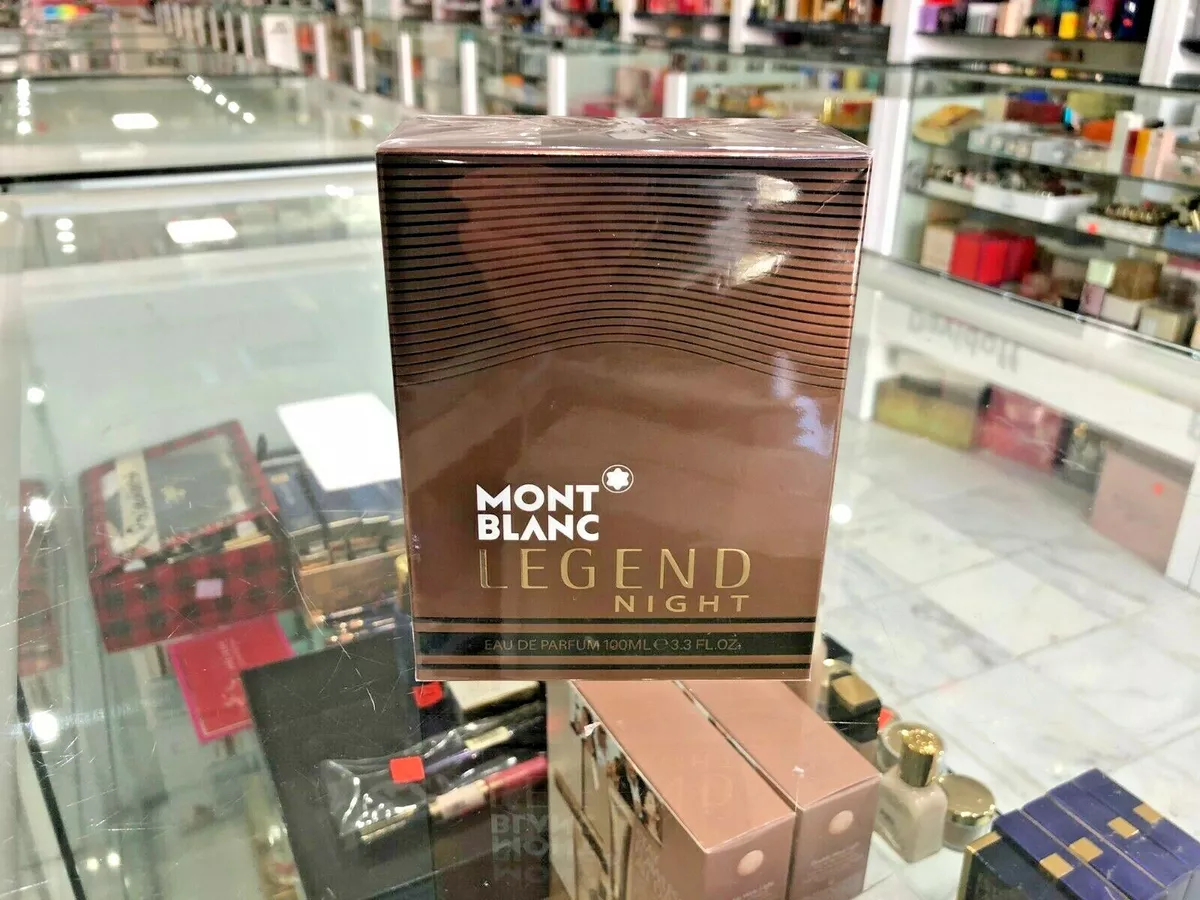 MONT
BLANC
LEGEND
NIGHT
EAU DE PARFUM 100ML ℮ 3.3 FL.OZ.